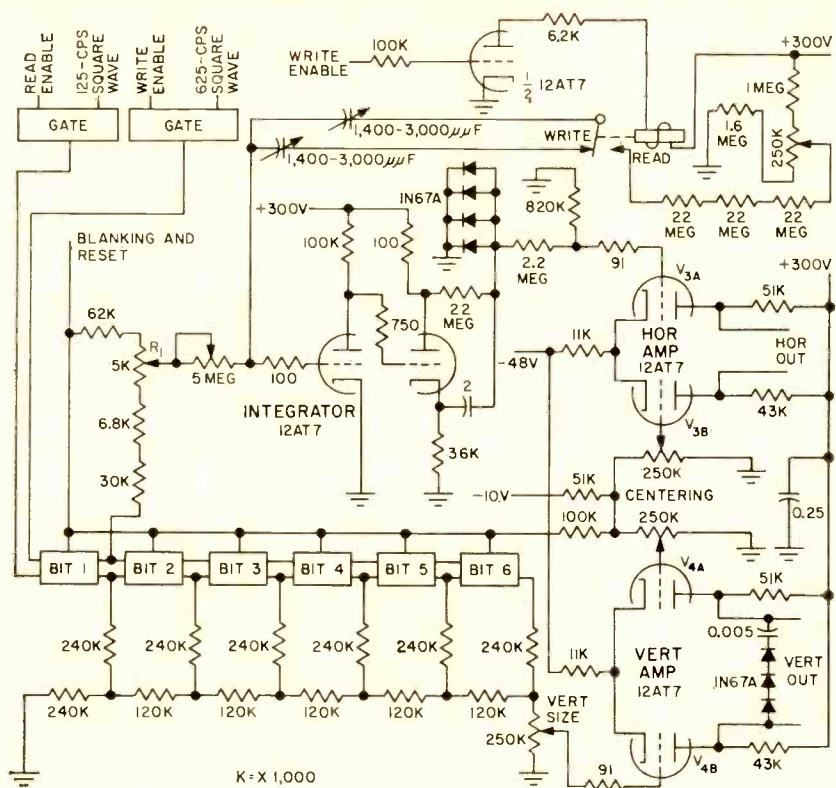 READ ENABLE
125-CPS SQUARE WAVE
WRITE ENABLE
625-CPS SQUARE WAVE
GATE
GATE
WRITE ENABLE
100K
6.2K
1/2 12AT7
+300V
1 MEG
1.6 MEG
250K
WRITE
READ
1,400-3,000μμF
1,400-3,000μμF
22 MEG
22 MEG
22 MEG
BLANKING AND RESET
+300V
100K
100
1N67A
820K
2.2 MEG
91
22 MEG
750
+300V
62K
R1
5K
5 MEG
100
INTEGRATOR
12AT7
2
36K
-48V
11K
V3A
51K
HOR AMP
12AT7
HOR OUT
43K
V3B
6.8K
30K
-10V
51K
250K
CENTERING
100K
250K
0.25
BIT 1
BIT 2
BIT 3
BIT 4
BIT 5
BIT 6
V4A
51K
0.005
11K
VERT AMP
12AT7
1N67A
VERT OUT
240K
240K
240K
240K
240K
240K
240K
120K
120K
120K
120K
120K
VERT SIZE
250K
91
V4B
43K
K = X 1,000